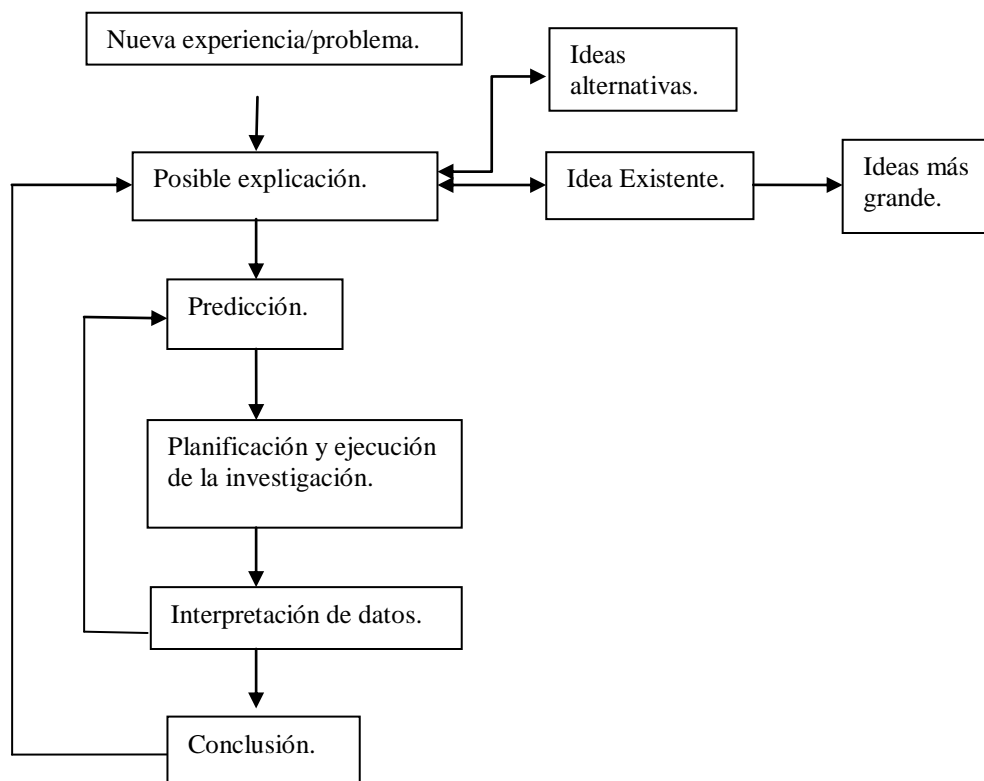 Nueva experiencia/problema.
Ideas
alternativas.
Posible explicación.
Idea Existente.
Ideas más
grande.
Predicción.
Planificación y ejecución
de la investigación.
Interpretación de datos.
Conclusión.